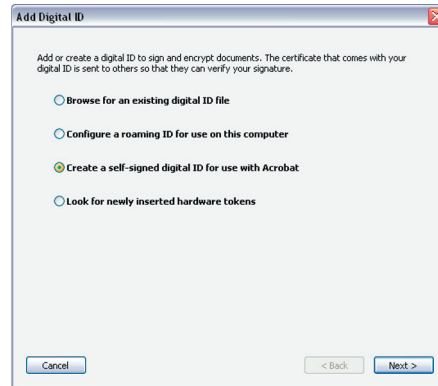 Add Digital ID
Add or create a digital ID to sign and encrypt documents. The certificate that comes with your
digital ID is sent to others so that they can verify your signature.
Browse for an existing digital ID file
Configure a roaming ID for use on this computer
Create a self-signed digital ID for use with Acrobat
Look for newly inserted hardware tokens
Cancel
< Back
Next >